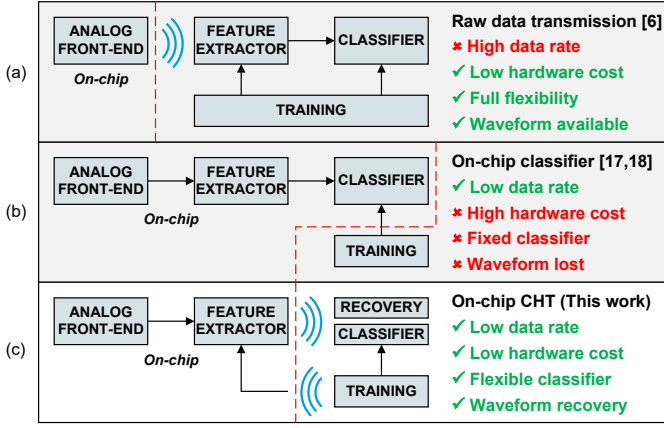 (a)
ANALOG
FRONT-END
On-chip
FEATURE
EXTRACTOR
CLASSIFIER
TRAINING
Raw data transmission [6]
✘ High data rate
✓ Low hardware cost
✓ Full flexibility
✓ Waveform available
(b)
ANALOG
FRONT-END
On-chip
FEATURE
EXTRACTOR
CLASSIFIER
TRAINING
On-chip classifier [17,18]
✓ Low data rate
✘ High hardware cost
✘ Fixed classifier
✘ Waveform lost
(c)
ANALOG
FRONT-END
On-chip
FEATURE
EXTRACTOR
RECOVERY
CLASSIFIER
TRAINING
On-chip CHT (This work)
✓ Low data rate
✓ Low hardware cost
✓ Flexible classifier
✓ Waveform recovery